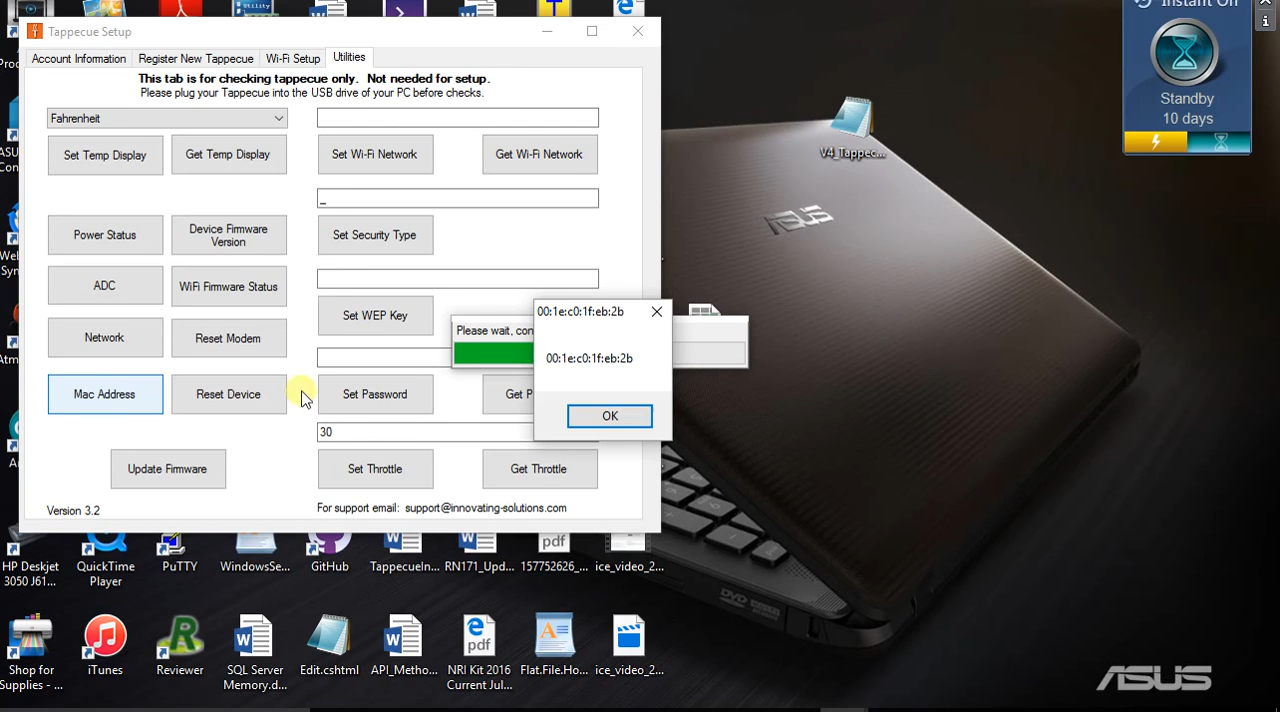 Tappecue Setup
Account Information
Register New Tappecue
Wi-Fi Setup
Utilities
This tab is for checking tappecue only. Not needed for setup.
Please plug your Tappecue into the USB drive of your PC before checks.
Fahrenheit
Set Temp Display
Get Temp Display
Set Wi-Fi Network
Get Wi-Fi Network
_
Power Status
Device Firmware
Version
Set Security Type
ADC
WiFi Firmware Status
Set WEP Key
Network
Reset Modem
Mac Address
Reset Device
Set Password
Get P
30
Update Firmware
Set Throttle
Get Throttle
Version 3.2
For support email: support@innovating-solutions.com
Please wait, con
00:1e:c0:1f:eb:2b
00:1e:c0:1f:eb:2b
OK
Instant On
Standby
10 days
V4_Tappec...
ASUS
HP Deskjet
3050 J61...
QuickTime
Player
PuTTY
WindowsSe...
GitHub
TappecueIn...
RN171_Upd...
pdf
157752626_...
ice_video_2...
Shop for
Supplies - ...
iTunes
Reviewer
SQL Server
Memory.d...
Edit.cshtml
API_Metho...
pdf
NRI Kit 2016
Current Jul...
Flat.File.Ho...
ice_video_2...
ASUS